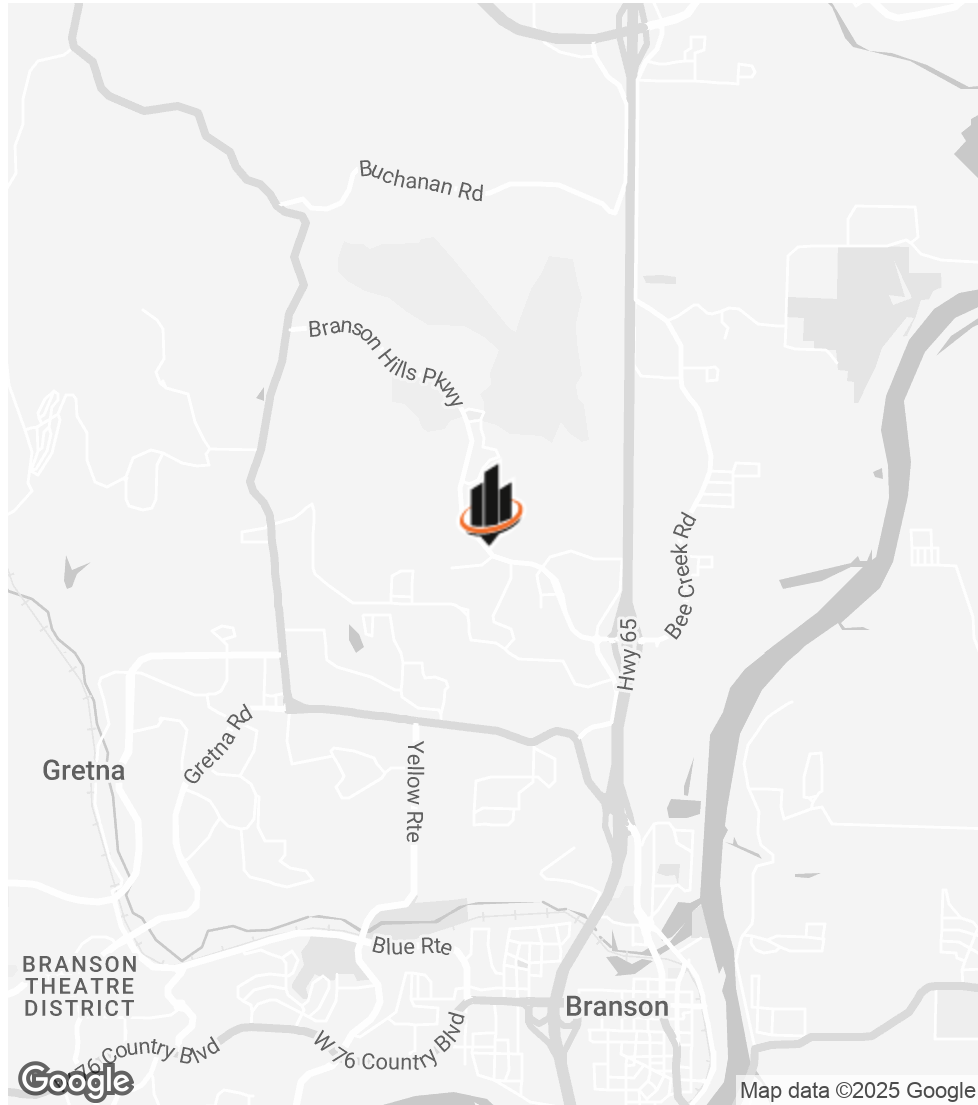 Buchanan Rd
Branson Hills Pkwy
Bee Creek Rd
Hwy 65
Gretna Rd
Gretna
Yellow Rte
Blue Rte
BRANSON
THEATRE
DISTRICT
Branson
W 76 Country Blvd
76 Country Blvd
Google
Map data ©2025 Google